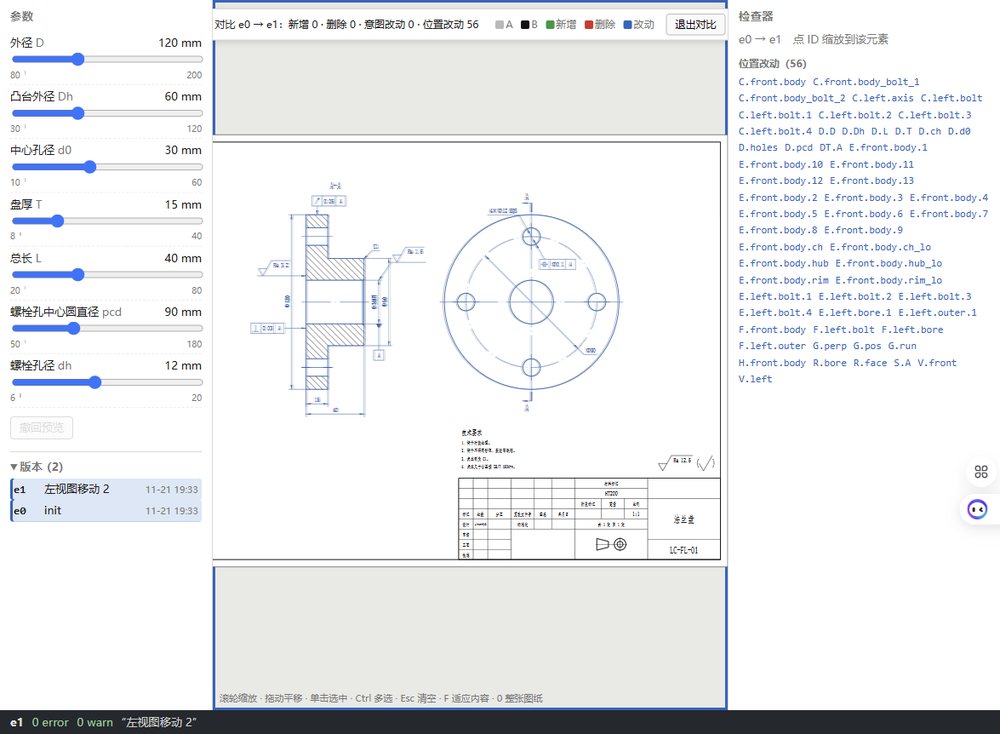 参数
外径 D 120 mm
80 200
凸台外径 Dh 60 mm
30 120
中心孔径 d0 30 mm
10 60
盘厚 T 15 mm
8 40
总长 L 40 mm
20 80
螺栓孔中心圆直径 pcd 90 mm
50 180
螺栓孔径 dh 12 mm
6 20
撤回预览
▾版本 (2)
e1 左视图移动 2 11-21 19:33
e0 init 11-21 19:33
对比 e0 → e1：新增 0 · 删除 0 · 意图改动 0 · 位置改动 56
A B 新增 删除 改动 退出对比
A-A
A
技术要求
Ra 12.5
HT200
1:1
法兰盘
LC-FL-01
滚轮缩放 · 拖动平移 · 单击选中 · Ctrl 多选 · Esc 清空 · F 适应内容 · 0 整张图纸
检查器
e0 → e1 点 ID 缩放到该元素
位置改动 (56)
C.front.body C.front.body_bolt_1
C.front.body_bolt_2 C.left.axis C.left.bolt
C.left.bolt.1 C.left.bolt.2 C.left.bolt.3
C.left.bolt.4 D.D D.Dh D.L D.T D.ch D.d0
D.holes D.pcd DT.A E.front.body.1
E.front.body.10 E.front.body.11
E.front.body.12 E.front.body.13
E.front.body.2 E.front.body.3 E.front.body.4
E.front.body.5 E.front.body.6 E.front.body.7
E.front.body.8 E.front.body.9
E.front.body.ch E.front.body.ch_lo
E.front.body.hub E.front.body.hub_lo
E.front.body.rim E.front.body.rim_lo
E.left.bolt.1 E.left.bolt.2 E.left.bolt.3
E.left.bolt.4 E.left.bore.1 E.left.outer.1
F.front.body F.left.bolt F.left.bore
F.left.outer G.perp G.pos G.run
H.front.body R.bore R.face S.A V.front
V.left
e1 0 error 0 warn “左视图移动 2”